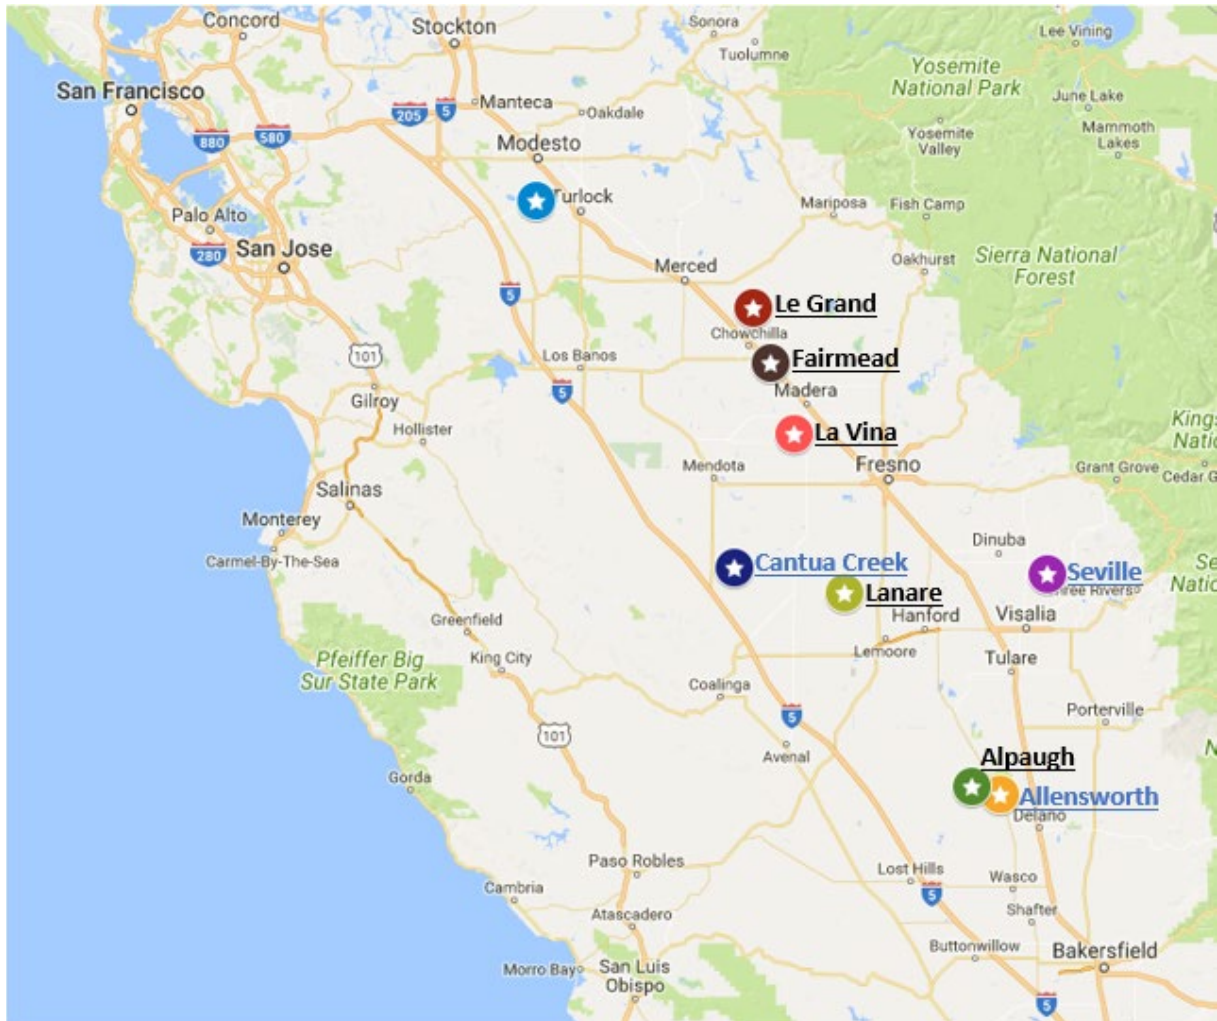 Concord
Stockton
Sonora
Tuolumne
Lee Vining
Yosemite
National Park
San Francisco
205
5
Manteca
Oakdale
June Lake
880
580
Modesto
Yosemite
Valley
Mammoth
Lakes
Turlock
Palo Alto
Mariposa
Fish Camp
280
San Jose
Merced
Oakhurst
Sierra National
Forest
5
Le Grand
Chowchilla
101
Los Banos
Fairmead
5
Madera
Gilroy
Hollister
La Vina
Mendota
Fresno
Grant Grove
Cedar G
Salinas
Monterey
Carmel-By-The-Sea
Dinuba
Cantua Creek
Seville
Lanare
Hanford
Visalia
Greenfield
Lemoore
King City
Tulare
Pfeiffer Big
Sur State Park
Coalinga
5
Porterville
101
Avenal
Alpaugh
Gorda
Allensworth
Delano
Paso Robles
Lost Hills
Wasco
Cambria
5
Atascadero
Shafter
Buttonwillow
Bakersfield
Morro Bay
San Luis
Obispo
5